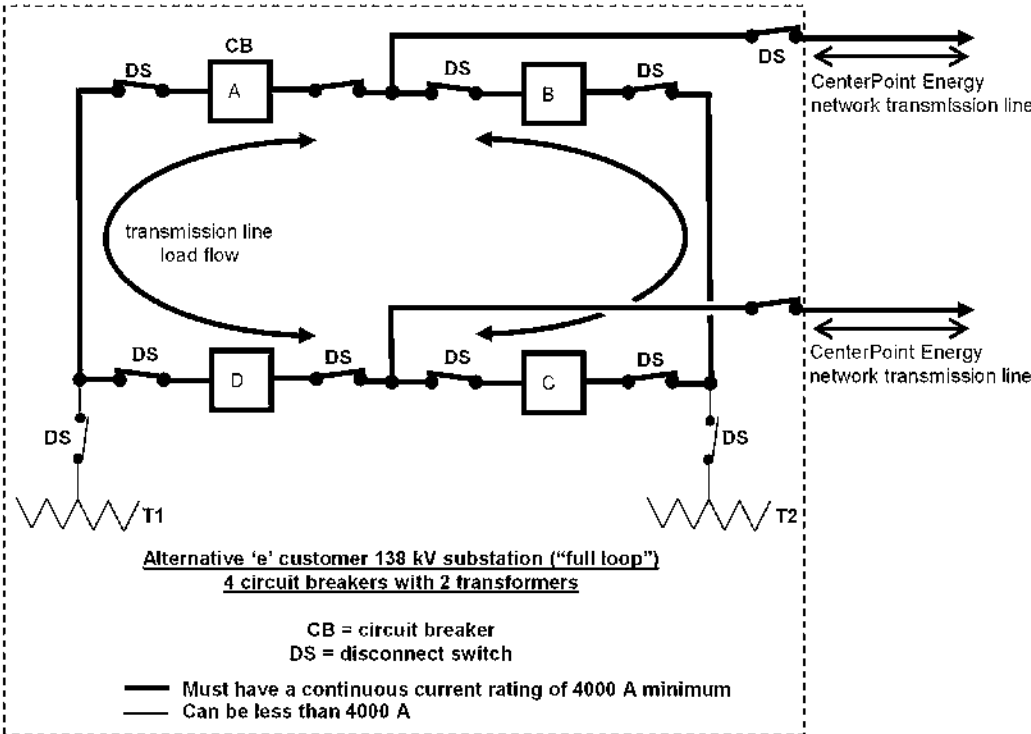 CB
DS
DS
A
DS
B
DS
CenterPoint Energy
network transmission line
transmission line
load flow
DS
DS
DS
DS
D
C
CenterPoint Energy
network transmission line
DS
DS
T1
T2
Alternative ‘e’ customer 138 kV substation (“full loop”)
4 circuit breakers with 2 transformers
CB = circuit breaker
DS = disconnect switch
Must have a continuous current rating of 4000 A minimum
Can be less than 4000 A